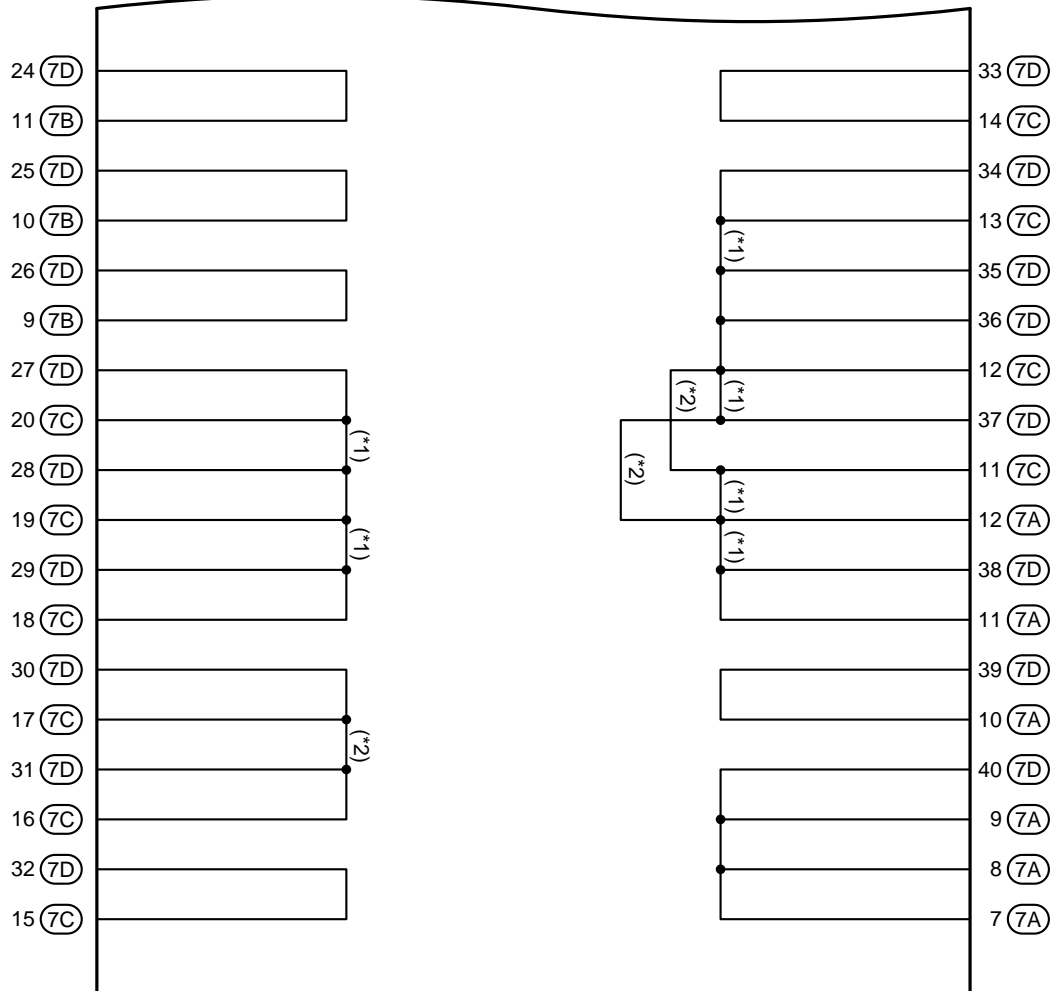 24 7D
11 7B
25 7D
10 7B
26 7D
9 7B
27 7D
20 7C
(*1)
28 7D
19 7C
(*1)
29 7D
18 7C
30 7D
17 7C
(*2)
31 7D
16 7C
32 7D
15 7C
33 7D
14 7C
34 7D
13 7C
(*1)
35 7D
36 7D
12 7C
(*2)
(*1)
37 7D
(*2)
11 7C
(*1)
12 7A
(*1)
38 7D
11 7A
39 7D
10 7A
40 7D
9 7A
8 7A
7 7A